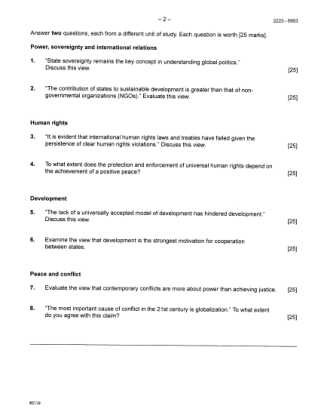 – 2 –
Answer two questions, each from a different unit of study. Each question is worth [25 marks].
Power, sovereignty and international relations
1. "State sovereignty remains the key concept in understanding global politics."
Discuss this view. [25]
2. "The contribution of states to sustainable development is greater than that of non-
governmental organizations (NGOs)." Evaluate this view. [25]
Human rights
3. "It is evident that international human rights laws and treaties have failed given the
persistence of clear human rights violations." Discuss this view. [25]
4. To what extent does the protection and enforcement of universal human rights depend on
the achievement of a positive peace? [25]
Development
5. "The lack of a universally accepted model of development has hindered development."
Discuss this view. [25]
6. Examine the view that development is the strongest motivation for cooperation
between states. [25]
Peace and conflict
7. Evaluate the view that contemporary conflicts are more about power than achieving justice. [25]
8. "The most important cause of conflict in the 21st century is globalization." To what extent
do you agree with this claim? [25]